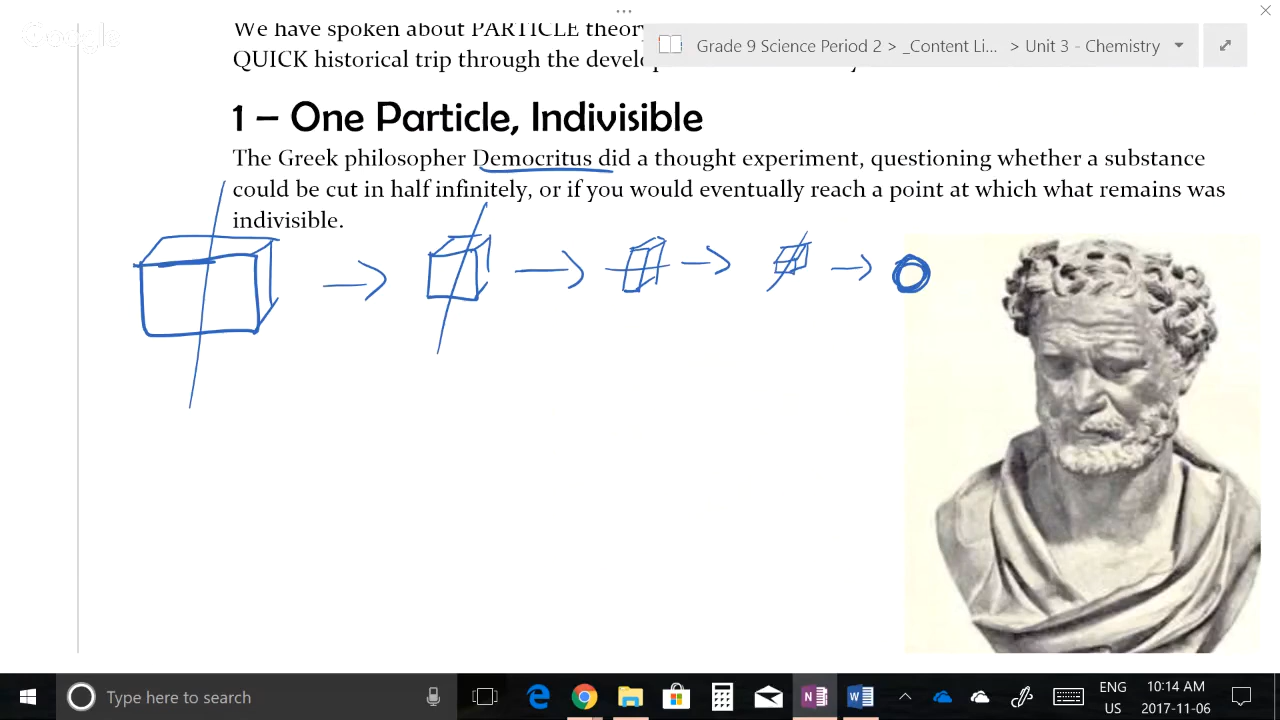 Google
We have spoken about PARTICLE theory
Grade 9 Science Period 2 > _Content Li... > Unit 3 - Chemistry
QUICK historical trip through the
1 – One Particle, Indivisible
The Greek philosopher Democritus did a thought experiment, questioning whether a substance
could be cut in half infinitely, or if you would eventually reach a point at which what remains was
indivisible.
Type here to search
ENG
US
10:14 AM
2017-11-06